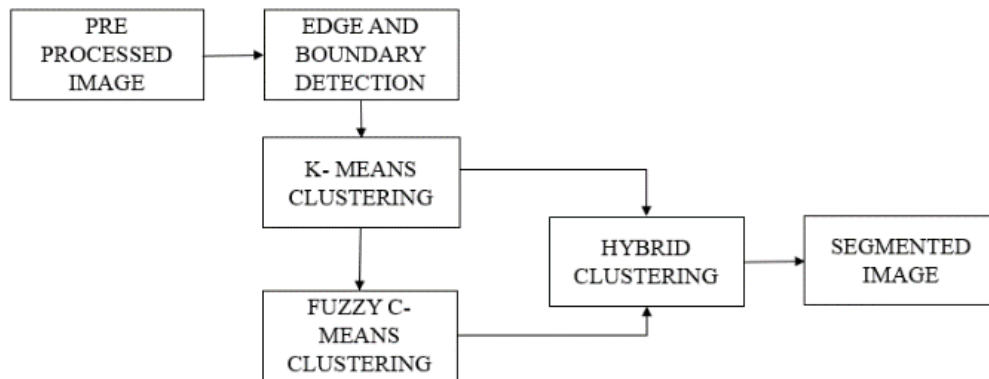 PRE
PROCESSED
IMAGE
EDGE AND
BOUNDARY
DETECTION
K- MEANS
CLUSTERING
HYBRID
CLUSTERING
SEGMENTED
IMAGE
FUZZY C-
MEANS
CLUSTERING